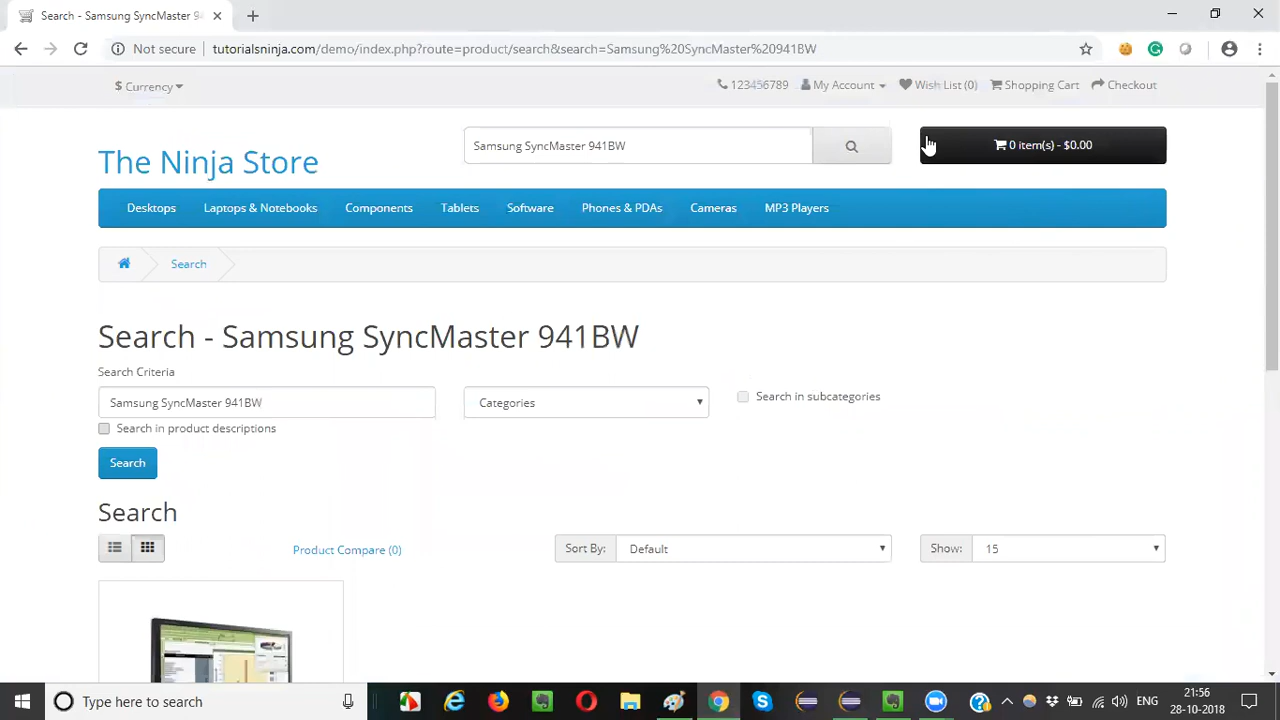 Search - Samsung SyncMaster 94
Not secure tutorialsninja.com/demo/index.php?route=product/search&search=Samsung%20SyncMaster%20941BW
$ Currency 123456789 My Account Wish List (0) Shopping Cart Checkout
The Ninja Store Samsung SyncMaster 941BW 0 item(s) - $0.00
Desktops Laptops & Notebooks Components Tablets Software Phones & PDAs Cameras MP3 Players
Search
Search - Samsung SyncMaster 941BW
Search Criteria
Samsung SyncMaster 941BW Categories Search in subcategories
Search in product descriptions
Search
Search
Product Compare (0) Sort By: Default Show: 15
Type here to search ENG 21:56
28-10-2018